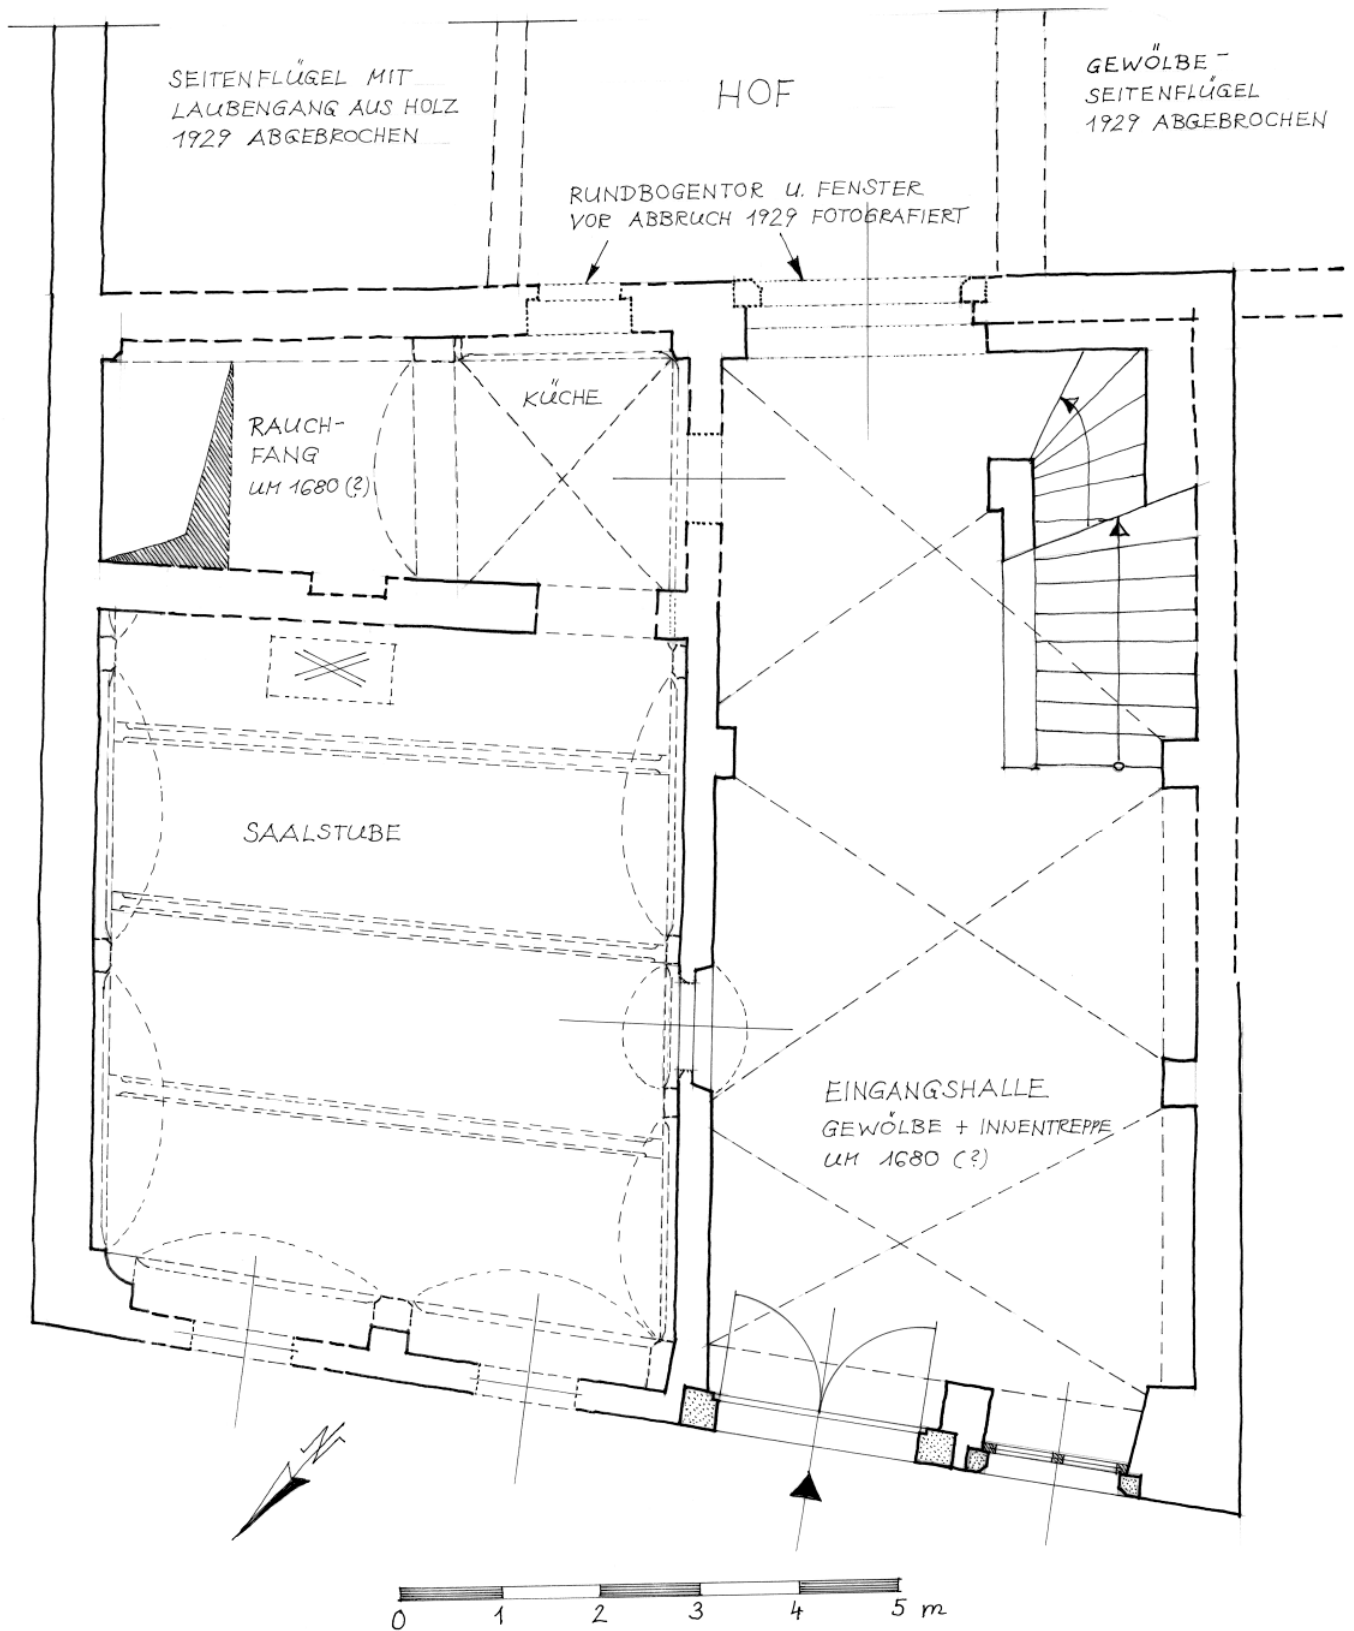 SEITENFLÜGEL MIT
LAUBENGANG AUS HOLZ
1929 ABGEBROCHEN
HOF
GEWÖLBE-
SEITENFLÜGEL
1929 ABGEBROCHEN
RUNDBOGENTOR U. FENSTER
VOR ABBRUCH 1929 FOTOGRAFIERT
KÜCHE
RAUCH-
FANG
UM 1680 (?)
SAALSTUBE
EINGANGSHALLE
GEWÖLBE + INNENTREPPE
UM 1680 (?)
N
0 1 2 3 4 5 m